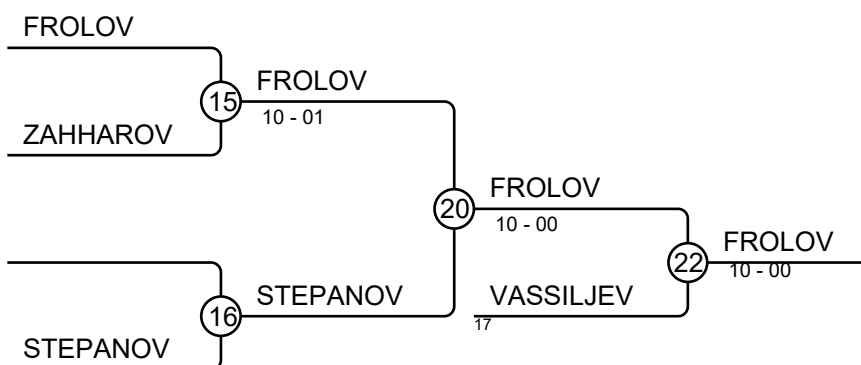 FROLOV
FROLOV
15
10 - 01
ZAHHAROV
FROLOV
20
10 - 00
FROLOV
22
10 - 00
STEPANOV
VASSILJEV
16
17
STEPANOV